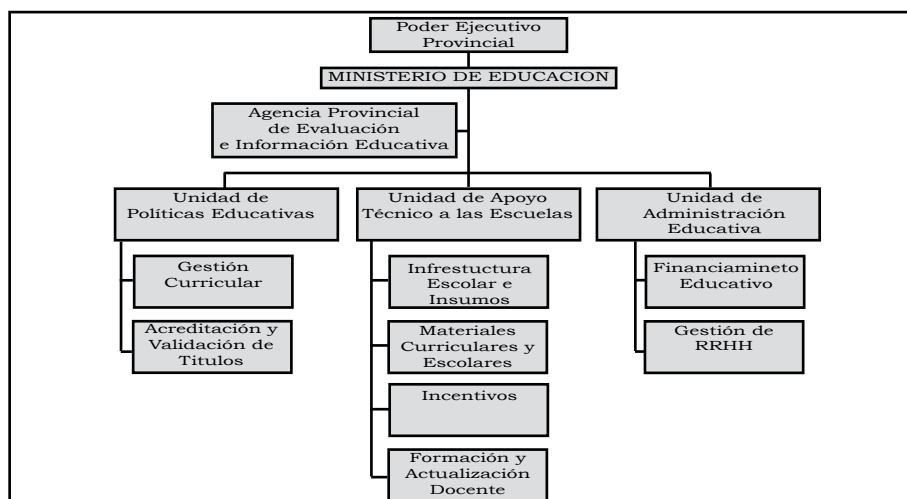 Poder Ejecutivo
Provincial
MINISTERIO DE EDUCACION
Agencia Provincial
de Evaluación
e Información Educativa
Unidad de
Políticas Educativas
Gestión
Curricular
Acreditación y
Validación de
Titulos
Unidad de Apoyo
Técnico a las Escuelas
Infrestuctura
Escolar e
Insumos
Materiales
Curriculares y
Escolares
Incentivos
Formación y
Actualización
Docente
Unidad de
Administración
Educativa
Financiamineto
Educativo
Gestión de
RRHH